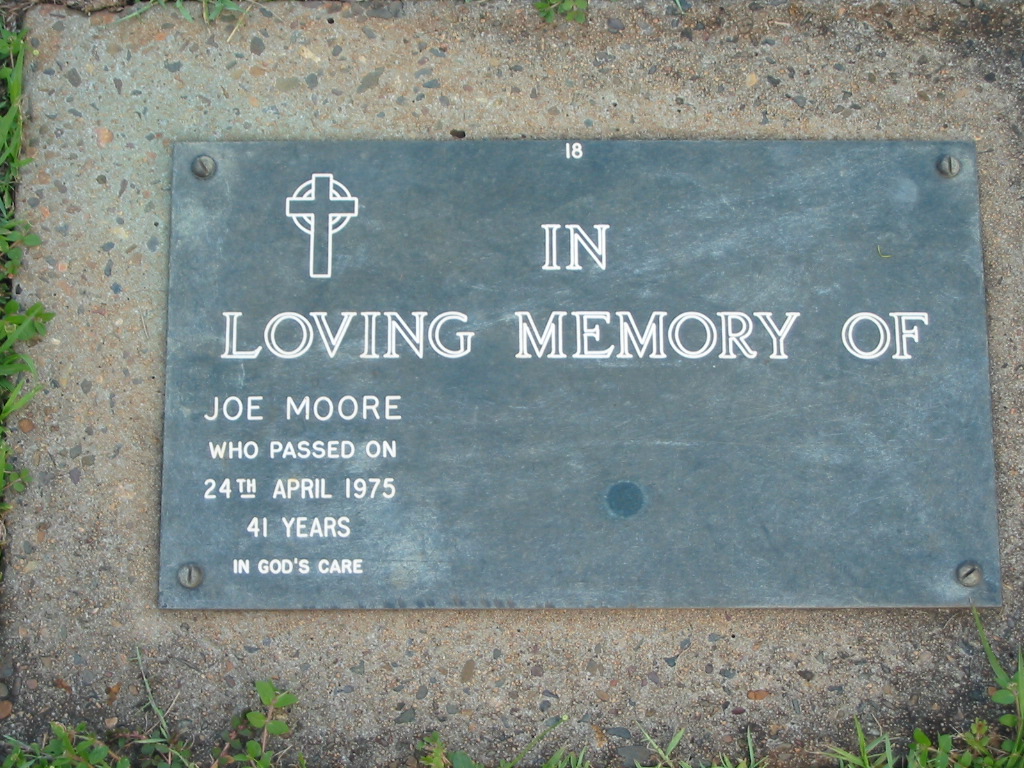 18
IN
LOVING MEMORY OF
JOE MOORE
WHO PASSED ON
24TH APRIL 1975
41 YEARS
IN GOD'S CARE